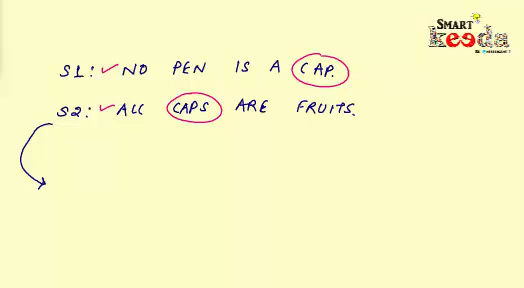 SMART
keeda
S1: ✓ NO PEN IS A CAP.
S2: ✓ ALL CAPS ARE FRUITS.